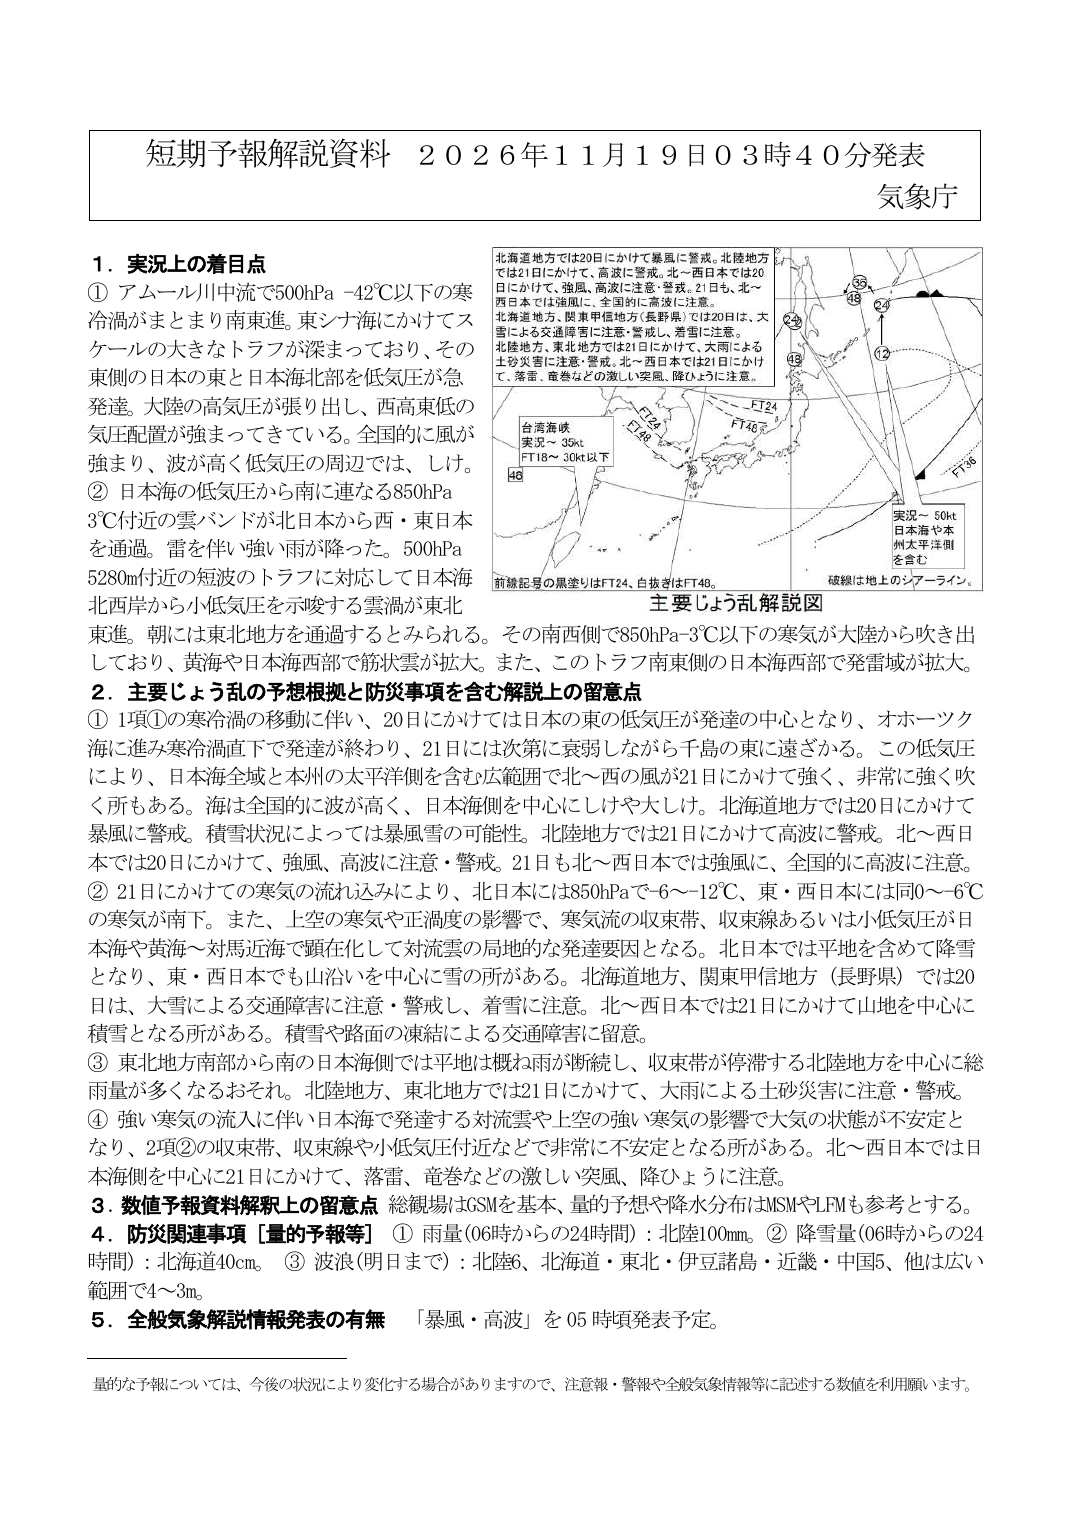 短期予報解説資料　２０２６年１１月１９日０３時４０分発表
気象庁
１．実況上の着目点
① アムール川中流で500hPa -42℃以下の寒
冷渦がまとまり南東進。東シナ海にかけてス
ケールの大きなトラフが深まっており、その
東側の日本の東と日本海北部を低気圧が急
発達。大陸の高気圧が張り出し、西高東低の
気圧配置が強まってきている。全国的に風が
強まり、波が高く低気圧の周辺では、しけ。
② 日本海の低気圧から南に連なる850hPa
3℃付近の雲バンドが北日本から西・東日本
を通過。雷を伴い強い雨が降った。500hPa
5280m付近の短波のトラフに対応して日本海
北西岸から小低気圧を示唆する雲渦が東北
東進。朝には東北地方を通過するとみられる。その南西側で850hPa-3℃以下の寒気が大陸から吹き出
しており、黄海や日本海西部で筋状雲が拡大。また、このトラフ南東側の日本海西部で発雷域が拡大。
北海道地方では20日にかけて暴風に警戒。北陸地方
では21日にかけて、高波に警戒。北～西日本では20
日にかけて、強風、高波に注意・警戒。21日も、北～
西日本では強風に、全国的に高波に注意。
北海道地方、関東甲信地方（長野県）では20日は、大
雪による交通障害に注意・警戒し、着雪に注意。
北陸地方、東北地方では21日にかけて、大雨による
土砂災害に注意・警戒。北～西日本では21日にかけ
て、落雷、竜巻などの激しい突風、降ひょうに注意。
36
48
24
24
12
48
FT24
FT48
FT24
FT48
FT36
台湾海峡
実況～ 35kt
FT18～ 30kt以下
48
実況～ 50kt
日本海や本
州太平洋側
を含む
前線記号の黒塗りはFT24、白抜きはFT48。
破線は地上のシアーライン。
主要じょう乱解説図
２．主要じょう乱の予想根拠と防災事項を含む解説上の留意点
① 1項①の寒冷渦の移動に伴い、20日にかけては日本の東の低気圧が発達の中心となり、オホーツク
海に進み寒冷渦直下で発達が終わり、21日には次第に衰弱しながら千島の東に遠ざかる。この低気圧
により、日本海全域と本州の太平洋側を含む広範囲で北～西の風が21日にかけて強く、非常に強く吹
く所もある。海は全国的に波が高く、日本海側を中心にしけや大しけ。北海道地方では20日にかけて
暴風に警戒。積雪状況によっては暴風雪の可能性。北陸地方では21日にかけて高波に警戒。北～西日
本では20日にかけて、強風、高波に注意・警戒。21日も北～西日本では強風に、全国的に高波に注意。
② 21日にかけての寒気の流れ込みにより、北日本には850hPaで-6～-12℃、東・西日本には同0～-6℃
の寒気が南下。また、上空の寒気や正渦度の影響で、寒気流の収束帯、収束線あるいは小低気圧が日
本海や黄海～対馬近海で顕在化して対流雲の局地的な発達要因となる。北日本では平地を含めて降雪
となり、東・西日本でも山沿いを中心に雪の所がある。北海道地方、関東甲信地方（長野県）では20
日は、大雪による交通障害に注意・警戒し、着雪に注意。北～西日本では21日にかけて山地を中心に
積雪となる所がある。積雪や路面の凍結による交通障害に留意。
③ 東北地方南部から南の日本海側では平地は概ね雨が断続し、収束帯が停滞する北陸地方を中心に総
雨量が多くなるおそれ。北陸地方、東北地方では21日にかけて、大雨による土砂災害に注意・警戒。
④ 強い寒気の流入に伴い日本海で発達する対流雲や上空の強い寒気の影響で大気の状態が不安定と
なり、2項②の収束帯、収束線や小低気圧付近などで非常に不安定となる所がある。北～西日本では日
本海側を中心に21日にかけて、落雷、竜巻などの激しい突風、降ひょうに注意。
３．数値予報資料解釈上の留意点 総観場はGSMを基本、量的予想や降水分布はMSMやLFMも参考とする。
４．防災関連事項［量的予報等］ ① 雨量(06時からの24時間)：北陸100mm。② 降雪量(06時からの24
時間)：北海道40cm。 ③ 波浪(明日まで)：北陸6、北海道・東北・伊豆諸島・近畿・中国5、他は広い
範囲で4～3m。
５．全般気象解説情報発表の有無　「暴風・高波」を 05 時頃発表予定。
量的な予報については、今後の状況により変化する場合がありますので、注意報・警報や全般気象情報等に記述する数値を利用願います。